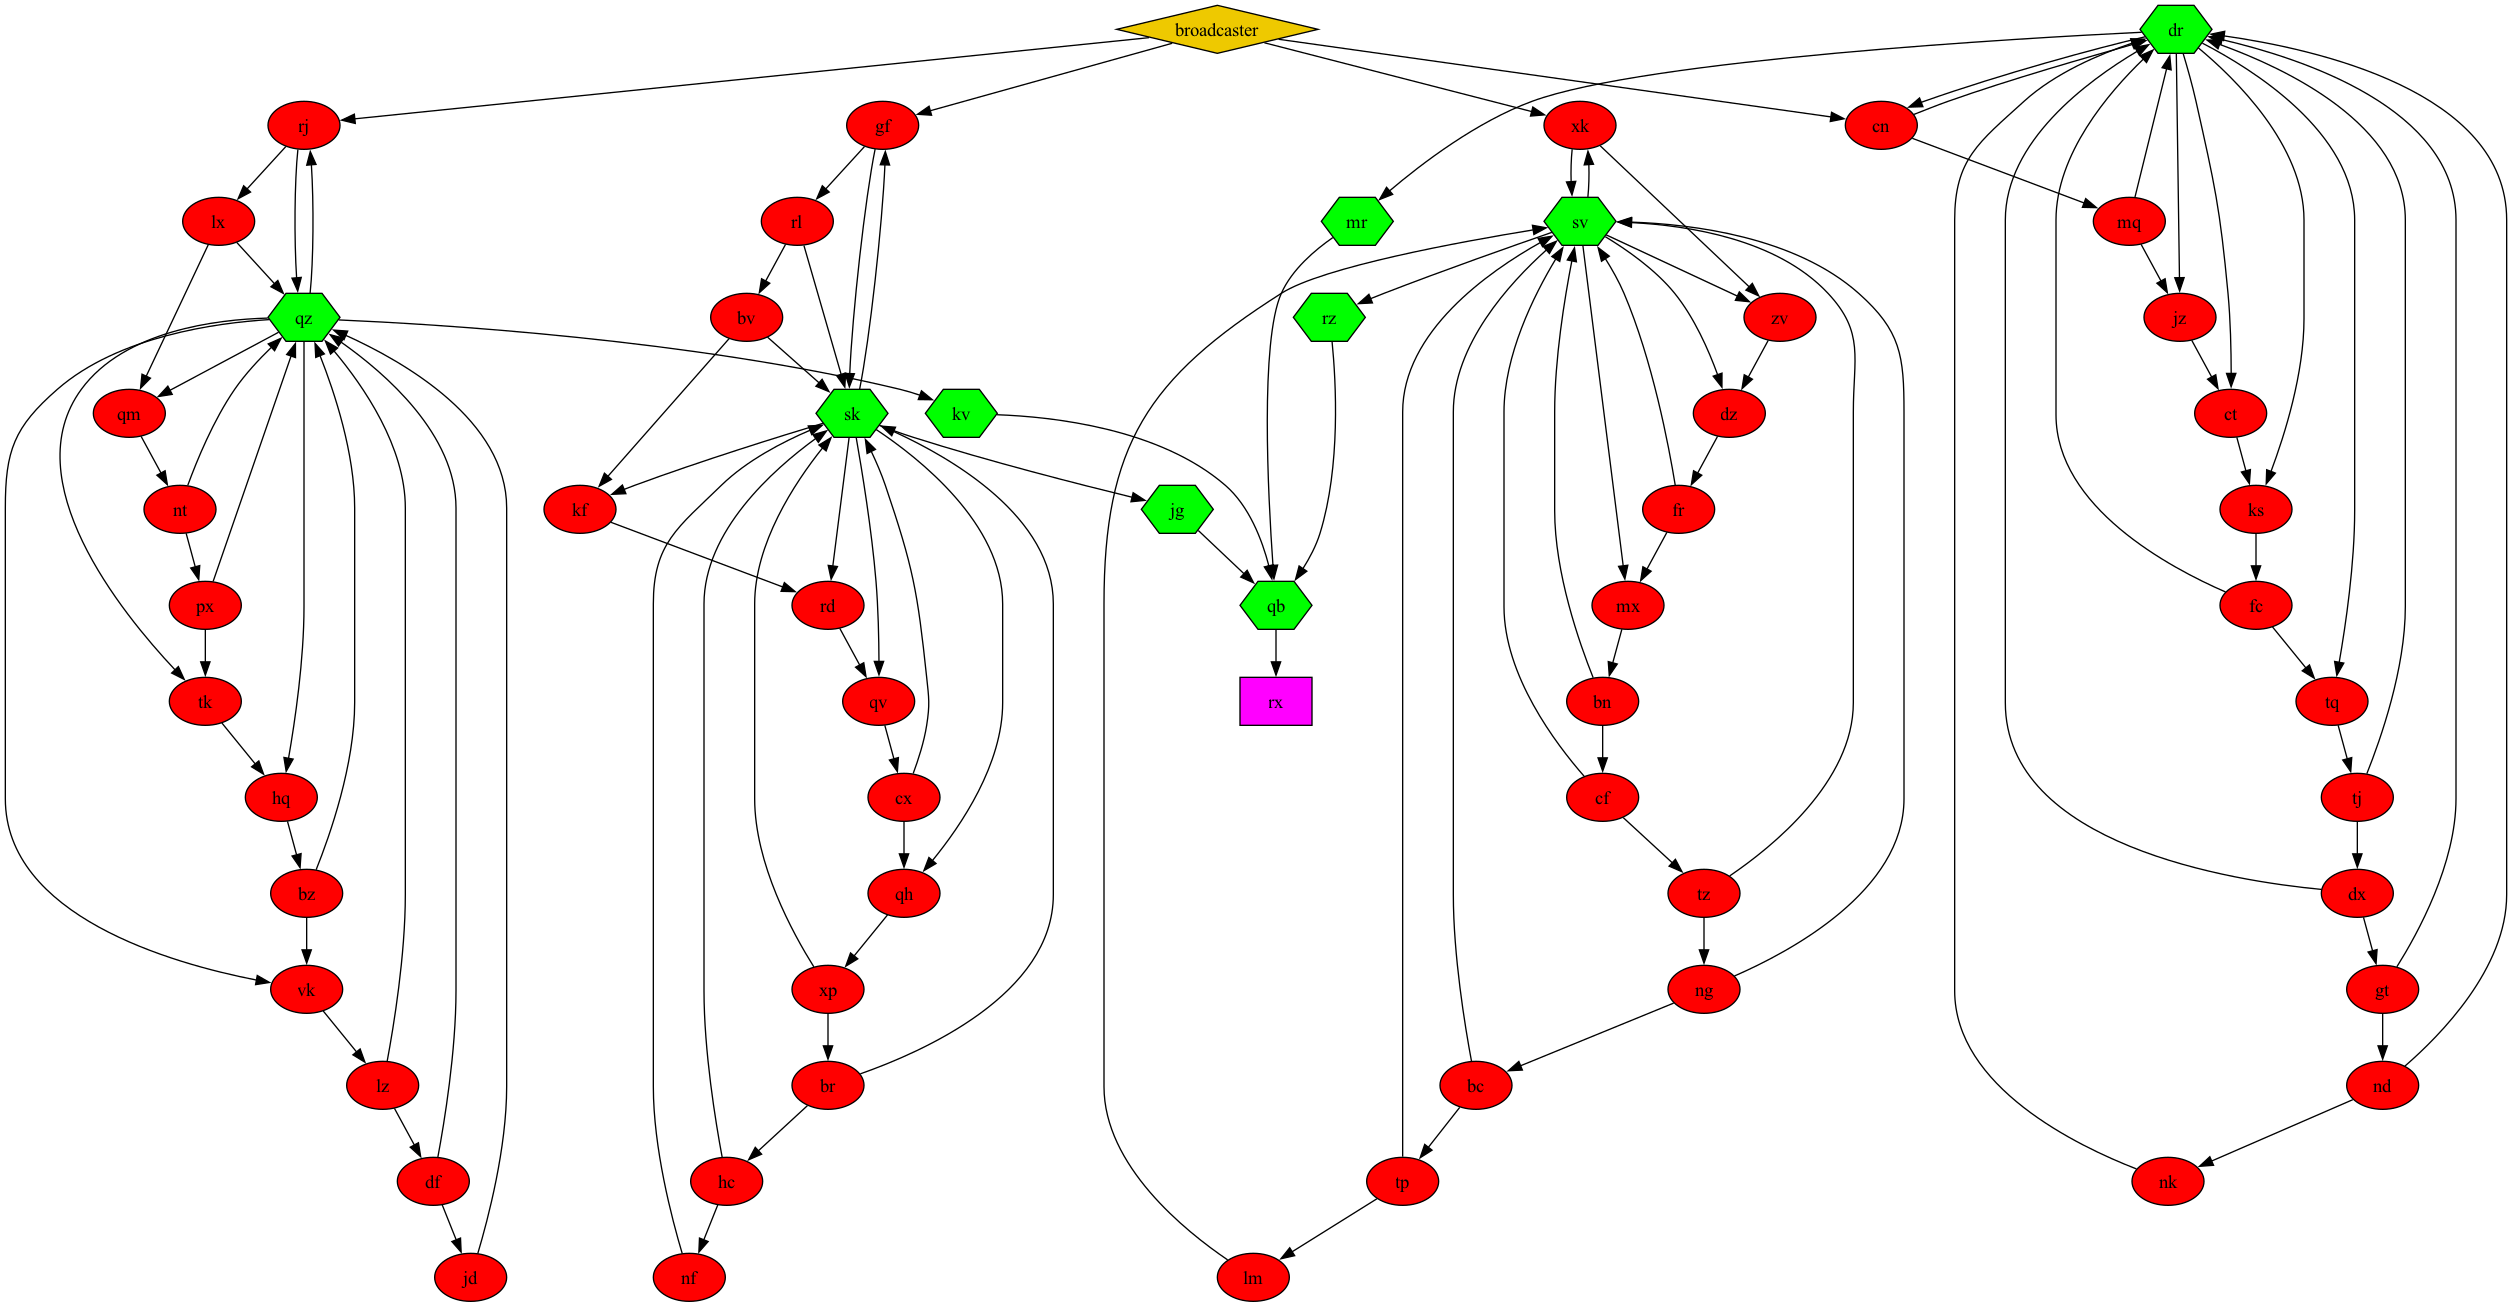 broadcaster
dr
rj
gf
xk
cn
lx
rl
mr
sv
mq
qz
bv
rz
zv
jz
qm
sk
kv
dz
ct
nt
kf
jg
fr
ks
px
rd
qb
mx
fc
tk
qv
rx
bn
tq
hq
cx
cf
tj
bz
qh
tz
dx
vk
xp
ng
gt
lz
br
bc
nd
df
hc
tp
nk
jd
nf
lm